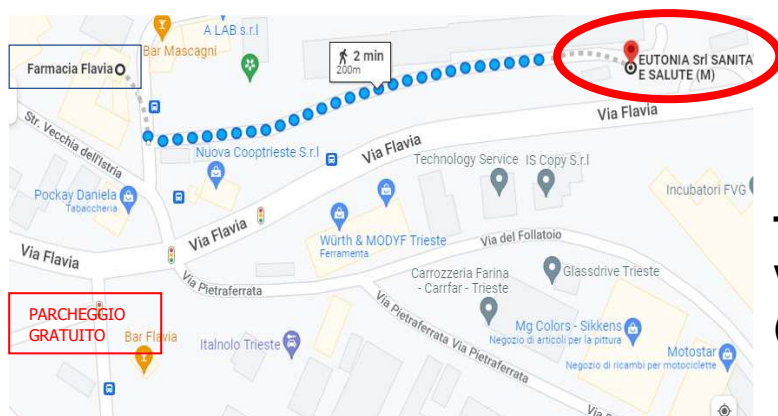 A LAB s.r.l
Bar Mascagni
Farmacia Flavia
2 min
200m
EUTONIA Srl SANITA
E SALUTE (M)
Via Flavia
Str. Vecchia dell'Istria
Nuova Cooptrieste S.r.l
Via Flavia
Technology Service
IS Copy S.r.l
Incubatori FVG
Pockay Daniela
Tabaccheria
Via Flavia
Via Flavia
Würth & MODYF Trieste
Ferramenta
Via del Follatoio
Via Pietraferrata
Carrozzeria Farina
- Carrfar - Trieste
Glassdrive Trieste
PARCHEGGIO
GRATUITO
Bar Flavia
Italnolo Trieste
Via Pietraferrata Via Pietraferrata
Mg Colors - Sikkens
Negozio di articoli per la pittura
Motostar
Negozio di ricambi per motociclette